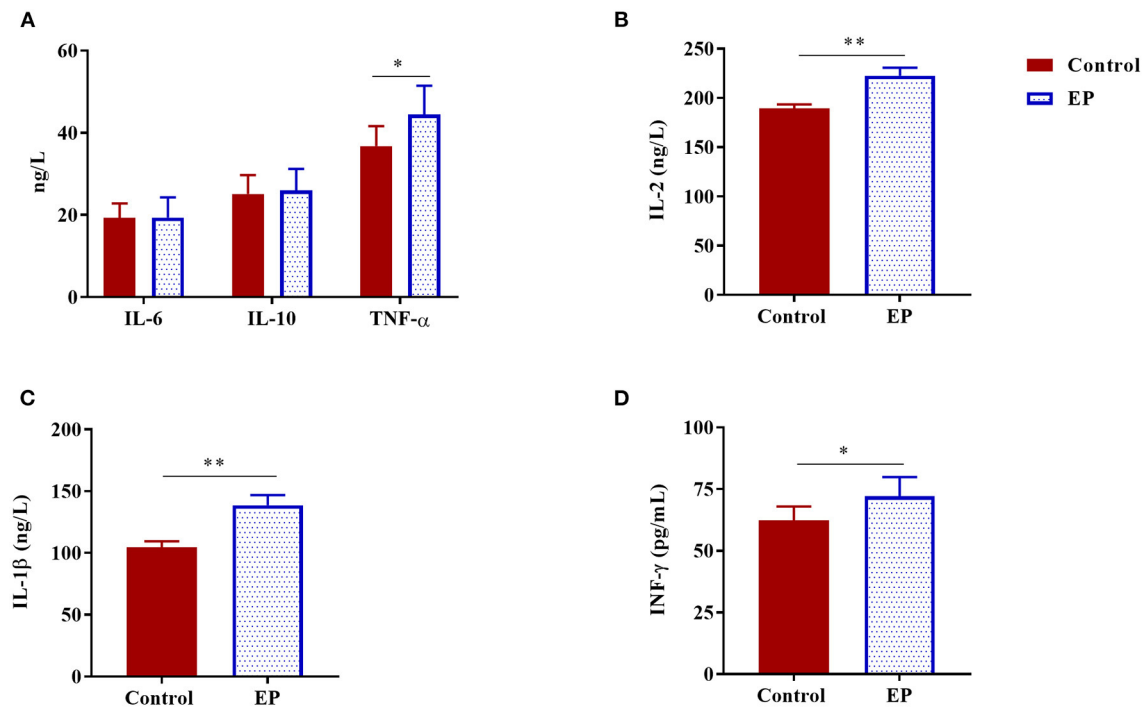 A
60
40
20
0
ng/L
*
IL-6 IL-10 TNF-α
B
250
200
150
100
50
0
IL-2 (ng/L)
**
Control EP
Control
EP
C
200
150
100
50
0
IL-1β (ng/L)
**
Control EP
D
100
75
50
25
0
INF-γ (pg/mL)
*
Control EP